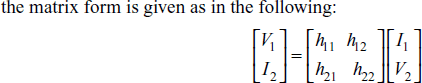 the matrix form is given as in the following:
[V₁] = [h₁₁ h₁₂] [I₁]
[I₂] [h₂₁ h₂₂] [V₂]